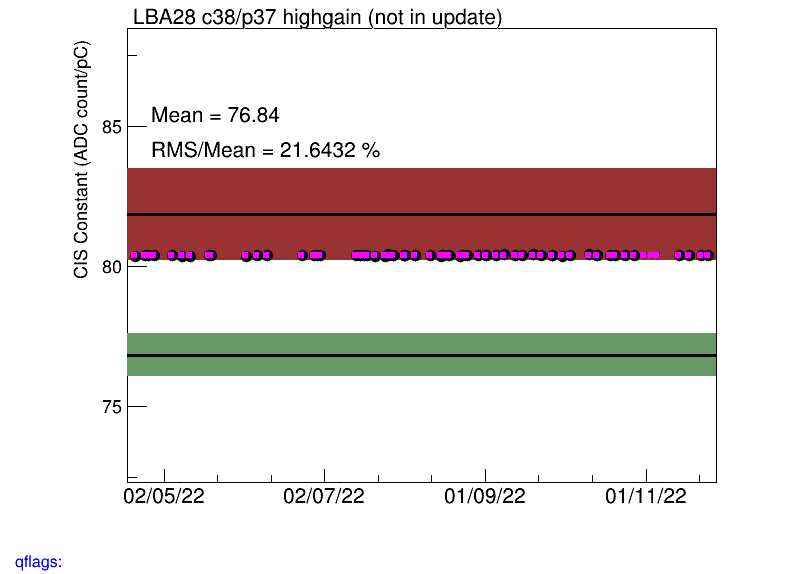 LBA28 c38/p37 highgain (not in update)
CIS Constant (ADC count/pC)
Mean = 76.84
RMS/Mean = 21.6432 %
85
80
75
02/05/22 02/07/22 01/09/22 01/11/22
qflags: